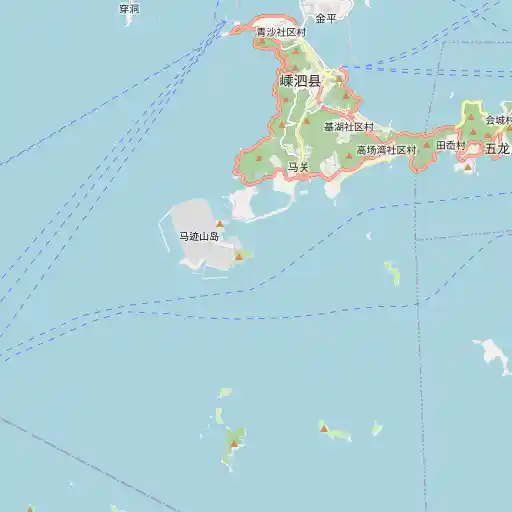 穿洞
金平
青沙社区村
嵊泗县
基湖社区村
会城村
高场湾社区村
田岙村
五龙
马关
马迹山岛